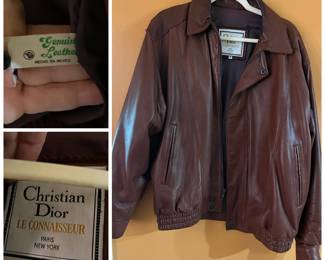 Genuine
Leather
HECHO EN MEXICO
Christian
Dior
LE CONNAISSEUR
PARIS
NEW YORK